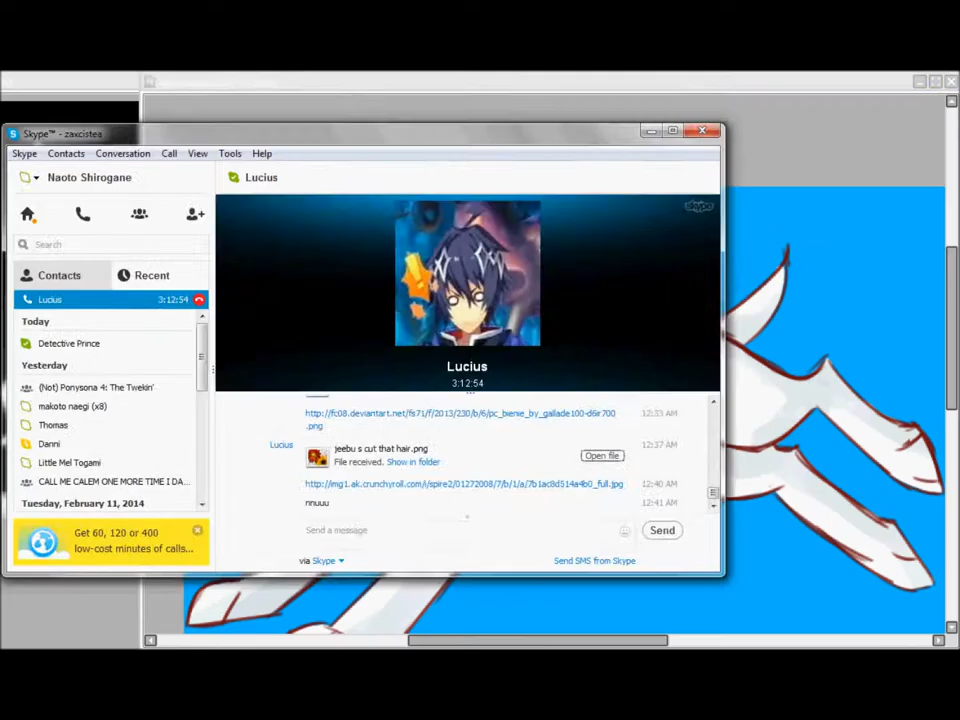 Skype™ - zaxcistea
Skype Contacts Conversation Call View Tools Help
Naoto Shirogane
Search
Contacts
Recent
Lucius 3:12:54
Today
Detective Prince
Yesterday
(Not) Ponysona 4: The Twekin'
makoto naegi (x8)
Thomas
Danni
Little Mel Togami
CALL ME CALEM ONE MORE TIME I DA...
Tuesday, February 11, 2014
Get 60, 120 or 400
low-cost minutes of calls...
Lucius
skype
Lucius
3:12:54
http://fc08.deviantart.net/fs71/f/2013/230/b/6/pc_bienie_by_gallade100-d6ir700 12:33 AM
.png
Lucius jeebu s cut that hair.png 12:37 AM
File received. Show in folder
Open file
http://img1.ak.crunchyroll.com/i/spire2/01272008/7/b/1/a/7b1ac8d514a4b0_full.jpg 12:40 AM
nnuuu 12:41 AM
Send a message
Send
via Skype
Send SMS from Skype